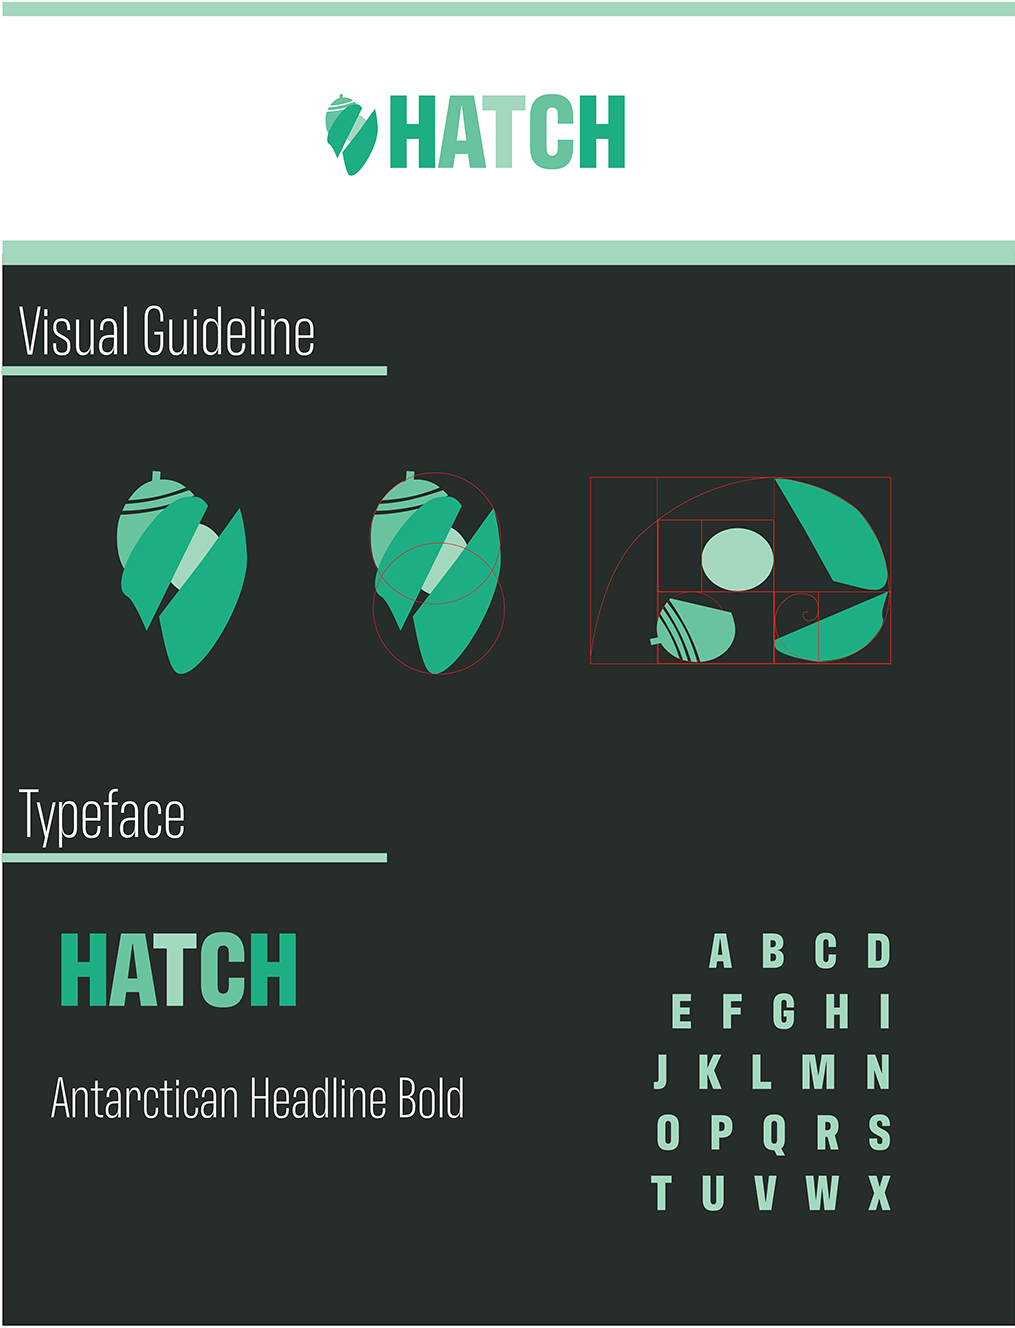 HATCH
Visual Guideline
Typeface
HATCH
Antarctican Headline Bold
A B C D
E F G H I
J K L M N
O P Q R S
T U V W X